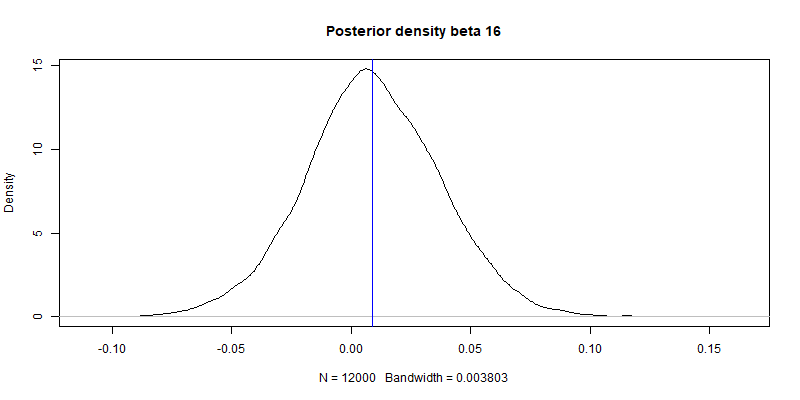 Posterior density beta 16
Density
15
10
5
0
-0.10 -0.05 0.00 0.05 0.10 0.15
N = 12000 Bandwidth = 0.003803